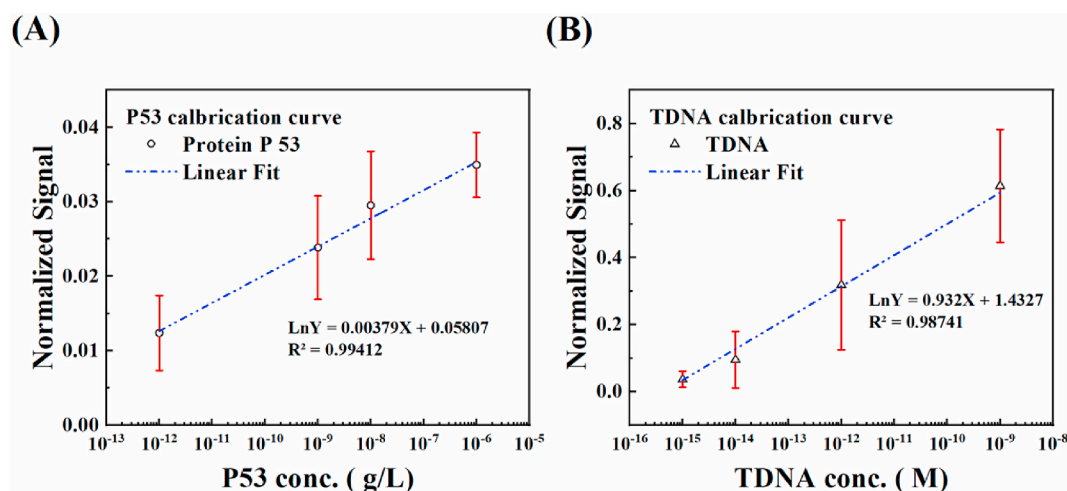 (A)
P53 calbrication curve
Protein P 53
Linear Fit
LnY = 0.00379X + 0.05807
R² = 0.99412
Normalized Signal
0.04
0.03
0.02
0.01
0.00
10⁻¹³ 10⁻¹² 10⁻¹¹ 10⁻¹⁰ 10⁻⁹ 10⁻⁸ 10⁻⁷ 10⁻⁶ 10⁻⁵
P53 conc. ( g/L)
(B)
TDNA calbrication curve
TDNA
Linear Fit
LnY = 0.932X + 1.4327
R² = 0.98741
Normalized Signal
0.8
0.6
0.4
0.2
0.0
10⁻¹⁶ 10⁻¹⁵ 10⁻¹⁴ 10⁻¹³ 10⁻¹² 10⁻¹¹ 10⁻¹⁰ 10⁻⁹ 10⁻⁸
TDNA conc. ( M)